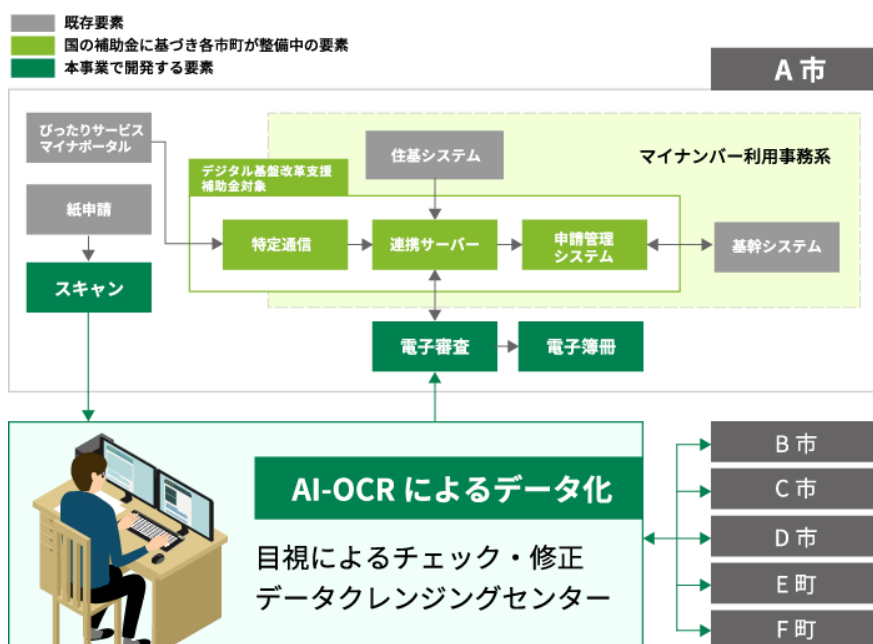 既存要素
国の補助金に基づき各市町が整備中の要素
本事業で開発する要素
A 市
ぴったりサービス
マイナポータル
住基システム
マイナンバー利用事務系
デジタル基盤改革支援
補助金対象
紙申請
特定通信
連携サーバー
申請管理
システム
基幹システム
スキャン
電子審査
電子簿冊
AI-OCR によるデータ化
目視によるチェック・修正
データクレンジングセンター
B 市
C 市
D 市
E 町
F 町